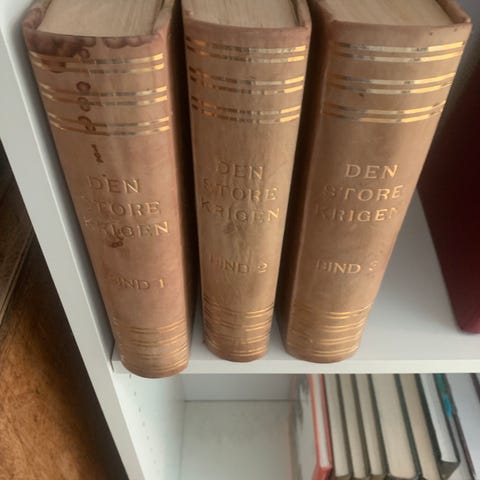 DEN
STORE
KRIGEN
BIND 1
DEN
STORE
KRIGEN
BIND 2
DEN
STORE
KRIGEN
BIND 3